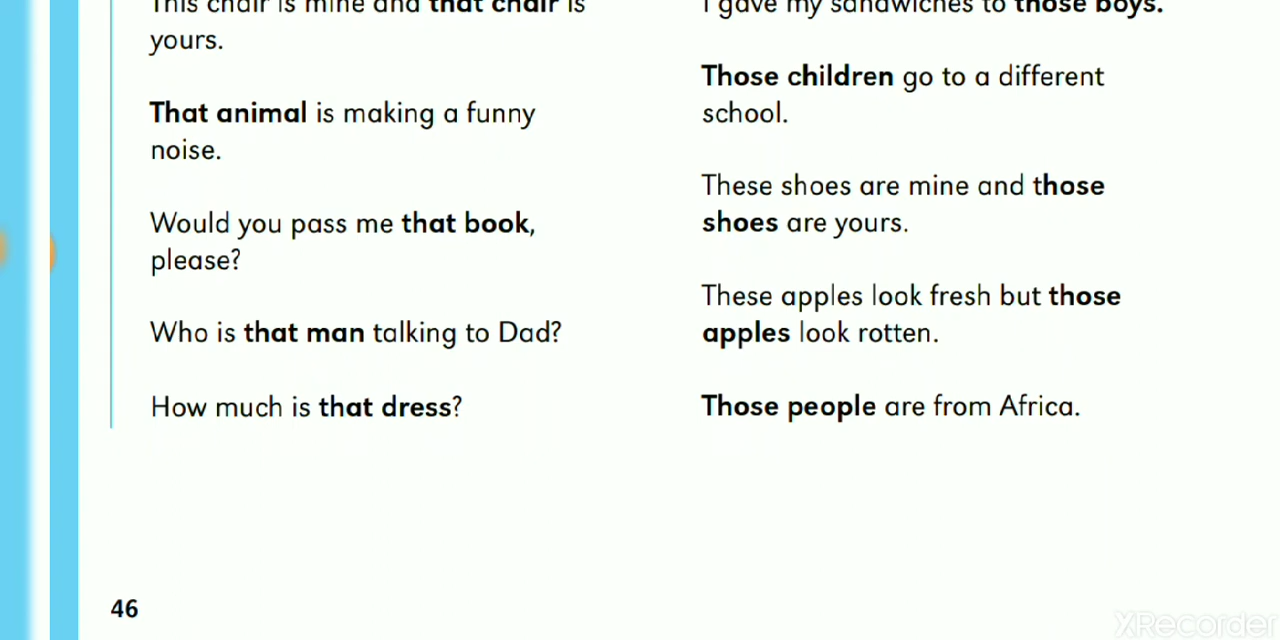 This chair is mine and that chair is
yours.
That animal is making a funny
noise.
Would you pass me that book,
please?
Who is that man talking to Dad?
How much is that dress?
I gave my sandwiches to those boys.
Those children go to a different
school.
These shoes are mine and those
shoes are yours.
These apples look fresh but those
apples look rotten.
Those people are from Africa.
46
XRecorder